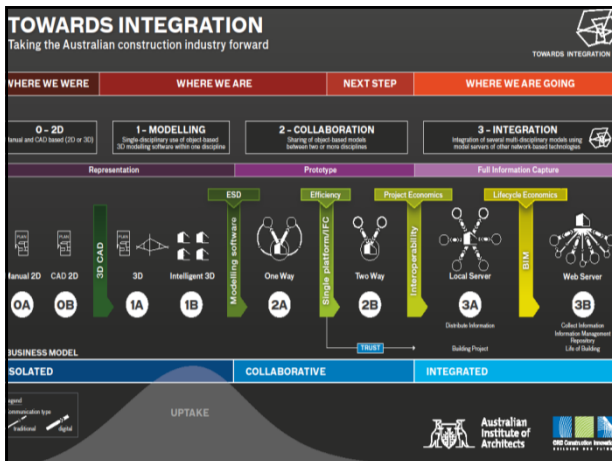 TOWARDS INTEGRATION
Taking the Australian construction industry forward
TOWARDS INTEGRATION
WHERE WE WERE
WHERE WE ARE
NEXT STEP
WHERE WE ARE GOING
0 – 2D
Manual and CAD based (2D or 3D)
1 – MODELLING
Single-disciplinary use of object-based
3D modelling software within one discipline
2 – COLLABORATION
Sharing of object-based models
between two or more disciplines
3 – INTEGRATION
Integration of several multi-disciplinary models using
model servers of other network-based technologies
Representation
Prototype
Full Information Capture
ESD
Efficiency
Project Economics
Lifecycle Economics
3D CAD
Modelling software
Single platform/IFC
Interoperability
BIM
Manual 2D
CAD 2D
3D
Intelligent 3D
One Way
Two Way
Local Server
Web Server
0A
0B
1A
1B
2A
2B
3A
3B
Distribute Information
Building Project
Collect Information
Information Management
Repository
Life of Building
TRUST
BUSINESS MODEL
ISOLATED
COLLABORATIVE
INTEGRATED
UPTAKE
Legend
Communication type
traditional
digital
Australian
Institute of
Architects
CRC Construction Innovation